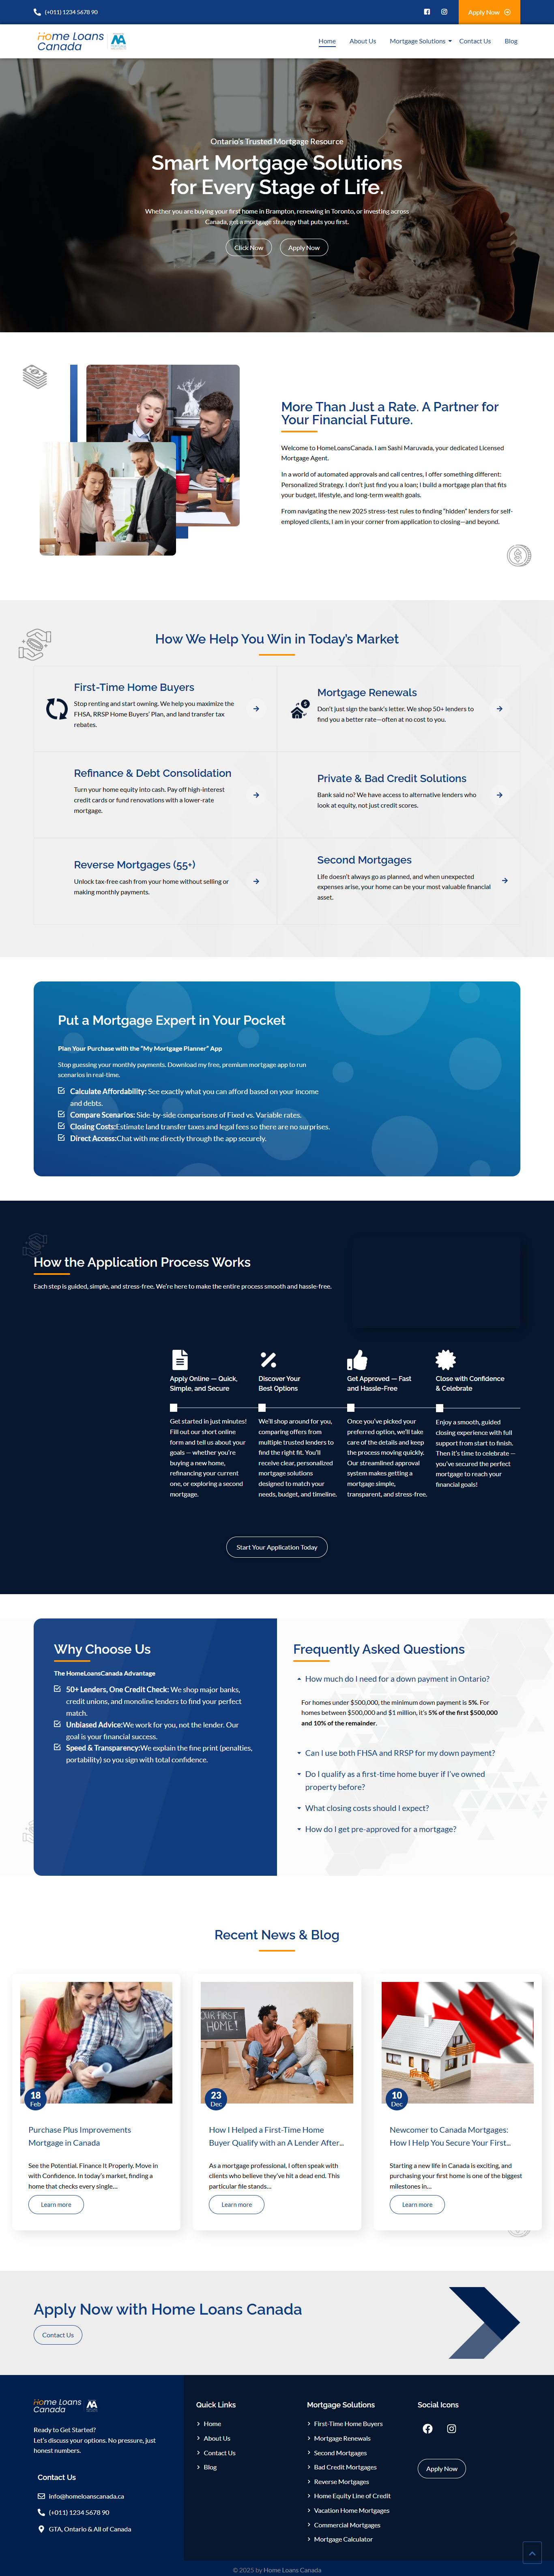 (+011) 1234 5678 90
Apply Now
Home Loans
Canada
Home
About Us
Mortgage Solutions
Contact Us
Blog
Ontario's Trusted Mortgage Resource
Smart Mortgage Solutions
for Every Stage of Life.
Whether you are buying your first home in Brampton, renewing in Toronto, or investing across
Canada, get a mortgage strategy that puts you first.
Click Now
Apply Now
More Than Just a Rate. A Partner for
Your Financial Future.
Welcome to HomeLoansCanada. I am Sashi Maruvada, your dedicated Licensed
Mortgage Agent.
In a world of automated approvals and call centres, I offer something different:
Personalized Strategy. I don't just find you a loan; I build a mortgage plan that fits
your budget, lifestyle, and long-term wealth goals.
From navigating the new 2025 stress-test rules to finding "hidden" lenders for self-
employed clients, I am in your corner from application to closing—and beyond.
How We Help You Win in Today's Market
First-Time Home Buyers
Stop renting and start owning. We help you maximize the
FHSA, RRSP Home Buyers' Plan, and land transfer tax
rebates.
Mortgage Renewals
Don't just sign the bank's letter. We shop 50+ lenders to
find you a better rate—often at no cost to you.
Refinance & Debt Consolidation
Turn your home equity into cash. Pay off high-interest
credit cards or fund renovations with a lower-rate
mortgage.
Private & Bad Credit Solutions
Bank said no? We have access to alternative lenders who
look at equity, not just credit scores.
Reverse Mortgages (55+)
Unlock tax-free cash from your home without selling or
making monthly payments.
Second Mortgages
Life doesn't always go as planned, and when unexpected
expenses arise, your home can be your most valuable financial
asset.
Put a Mortgage Expert in Your Pocket
Plan Your Purchase with the "My Mortgage Planner" App
Stop guessing your monthly payments. Download my free, premium mortgage app to run
scenarios in real-time.
Calculate Affordability: See exactly what you can afford based on your income
and debts.
Compare Scenarios: Side-by-side comparisons of Fixed vs. Variable rates.
Closing Costs:Estimate land transfer taxes and legal fees so there are no surprises.
Direct Access:Chat with me directly through the app securely.
How the Application Process Works
Each step is guided, simple, and stress-free. We're here to make the entire process smooth and hassle-free.
Apply Online — Quick,
Simple, and Secure
Get started in just minutes!
Fill out our short online
form and tell us about your
goals — whether you're
buying a new home,
refinancing your current
one, or exploring a second
mortgage.
Discover Your
Best Options
We'll shop around for you,
comparing offers from
multiple trusted lenders to
find the right fit. You'll
receive clear, personalized
mortgage solutions
designed to match your
needs, budget, and timeline.
Get Approved — Fast
and Hassle-Free
Once you've picked your
preferred option, we'll take
care of the details and keep
the process moving quickly.
Our streamlined approval
system makes getting a
mortgage simple,
transparent, and stress-free.
Close with Confidence
& Celebrate
Enjoy a smooth, guided
closing experience with full
support from start to finish.
Then it's time to celebrate —
you've secured the perfect
mortgage to reach your
financial goals!
Start Your Application Today
Why Choose Us
The HomeLoansCanada Advantage
50+ Lenders, One Credit Check: We shop major banks,
credit unions, and monoline lenders to find your perfect
match.
Unbiased Advice:We work for you, not the lender. Our
goal is your financial success.
Speed & Transparency:We explain the fine print (penalties,
portability) so you sign with total confidence.
Frequently Asked Questions
How much do I need for a down payment in Ontario?
For homes under $500,000, the minimum down payment is 5%. For
homes between $500,000 and $1 million, it's 5% of the first $500,000
and 10% of the remainder.
Can I use both FHSA and RRSP for my down payment?
Do I qualify as a first-time home buyer if I've owned
property before?
What closing costs should I expect?
How do I get pre-approved for a mortgage?
Recent News & Blog
18
Feb
Purchase Plus Improvements
Mortgage in Canada
See the Potential. Finance It Properly. Move in
with Confidence. In today's market, finding a
home that checks every single...
Learn more
OUR FIRST
HOME!
23
Dec
How I Helped a First-Time Home
Buyer Qualify with an A Lender After...
As a mortgage professional, I often speak with
clients who believe they've hit a dead end. This
particular file stands...
Learn more
10
Dec
Newcomer to Canada Mortgages:
How I Help You Secure Your First...
Starting a new life in Canada is exciting, and
purchasing your first home is one of the biggest
milestones in...
Learn more
Apply Now with Home Loans Canada
Contact Us
Home Loans
Canada
Ready to Get Started?
Let's discuss your options. No pressure, just
honest numbers.
Contact Us
info@homeloanscanada.ca
(+011) 1234 5678 90
GTA, Ontario & All of Canada
Quick Links
Home
About Us
Contact Us
Blog
Mortgage Solutions
First-Time Home Buyers
Mortgage Renewals
Second Mortgages
Bad Credit Mortgages
Reverse Mortgages
Home Equity Line of Credit
Vacation Home Mortgages
Commercial Mortgages
Mortgage Calculator
Social Icons
Apply Now
© 2025 by Home Loans Canada